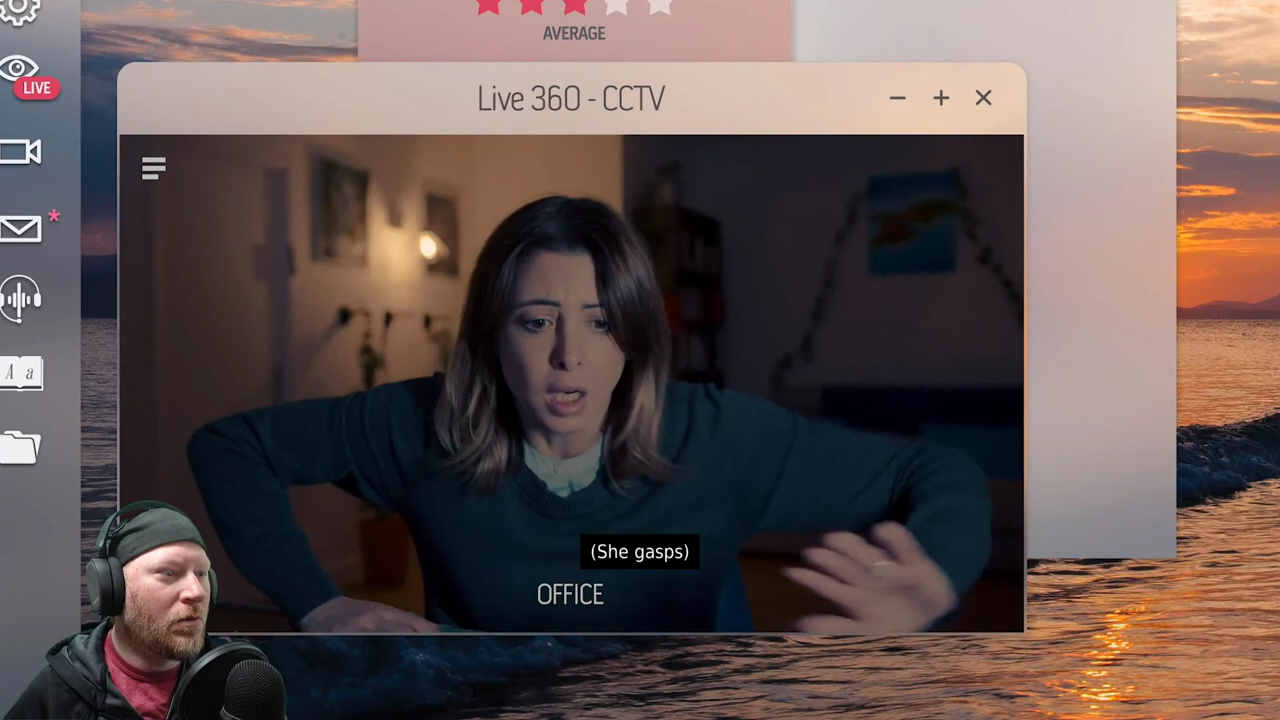 AVERAGE
LIVE
Live 360 - CCTV
A a
(She gasps)
OFFICE